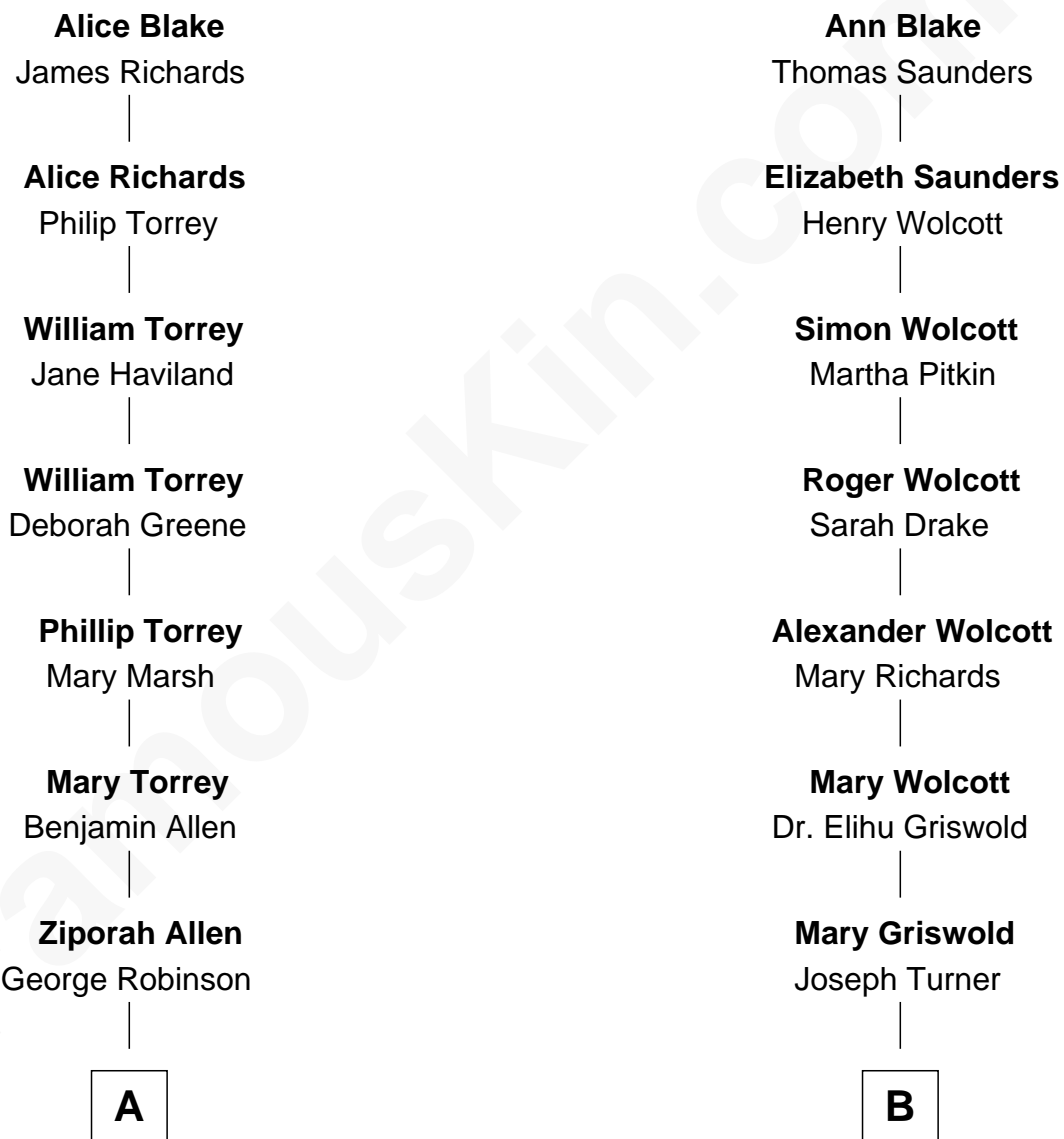 Alice Blake
James Richards
Alice Richards
Philip Torrey
William Torrey
Jane Haviland
William Torrey
Deborah Greene
Phillip Torrey
Mary Marsh
Mary Torrey
Benjamin Allen
Ziporah Allen
George Robinson
A
Ann Blake
Thomas Saunders
Elizabeth Saunders
Henry Wolcott
Simon Wolcott
Martha Pitkin
Roger Wolcott
Sarah Drake
Alexander Wolcott
Mary Richards
Mary Wolcott
Dr. Elihu Griswold
Mary Griswold
Joseph Turner
B
amouskin.com